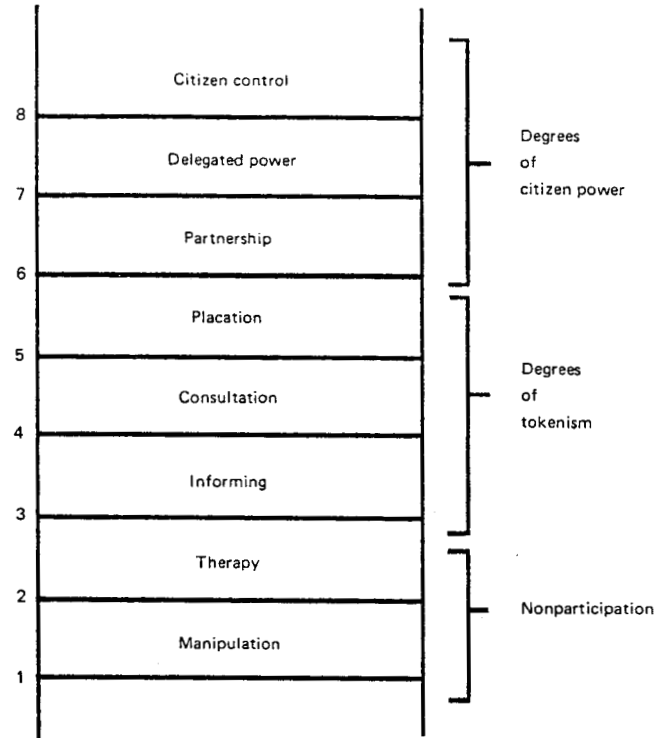 Citizen control
8
Delegated power
7
Partnership
6
Placation
5
Consultation
4
Informing
3
Therapy
2
Manipulation
1
Degrees
of
citizen power
Degrees
of
tokenism
Nonparticipation